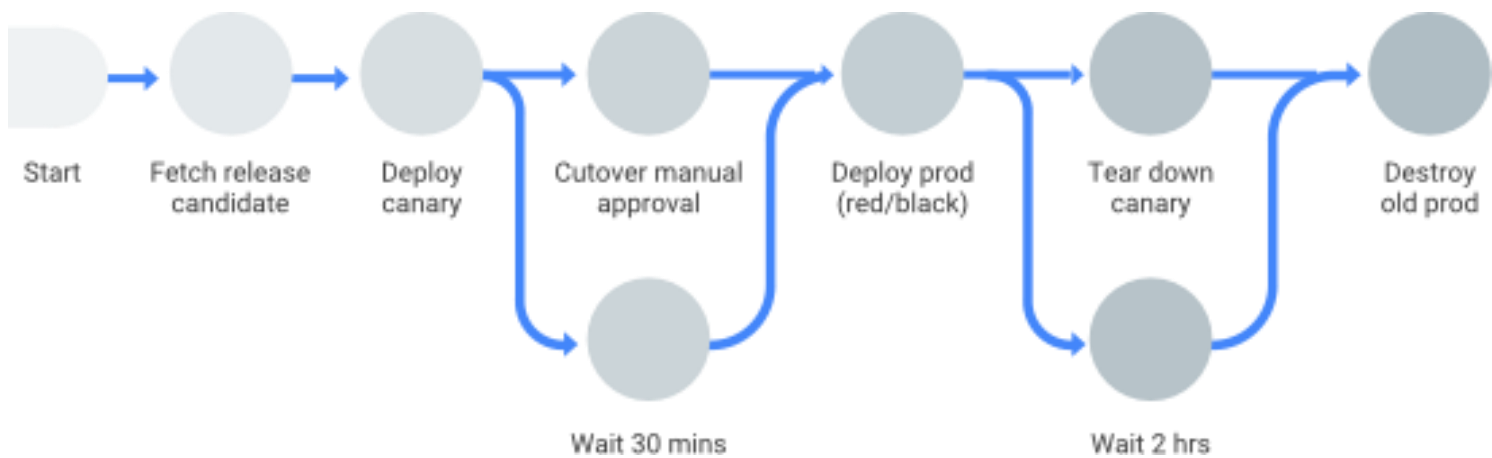 Start
Fetch release
candidate
Deploy
canary
Cutover manual
approval
Deploy prod
(red/black)
Tear down
canary
Destroy
old prod
Wait 30 mins
Wait 2 hrs